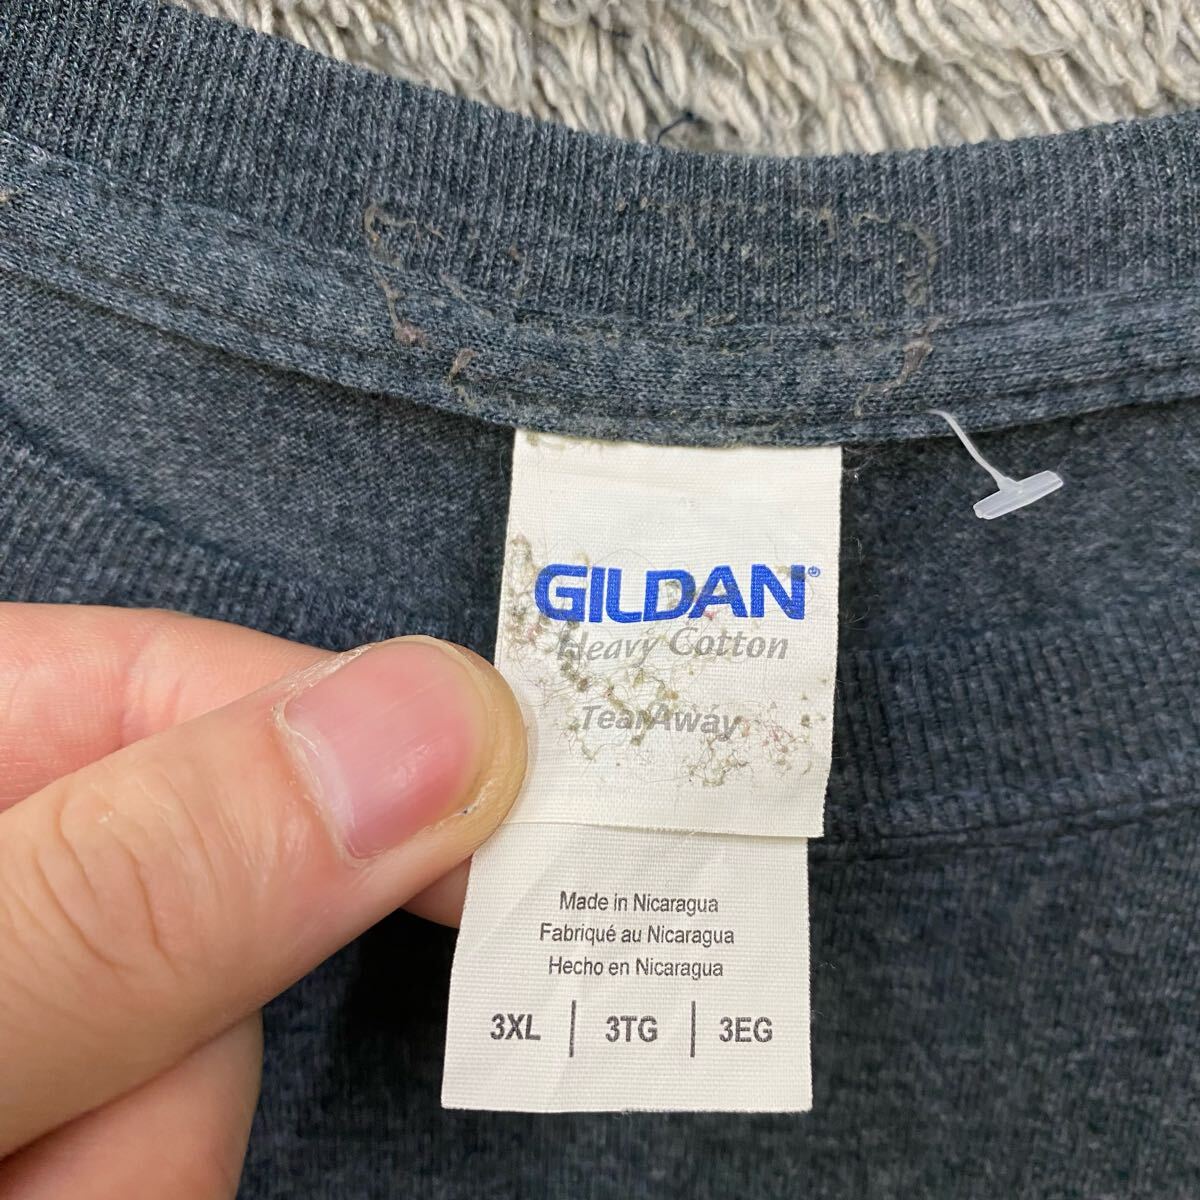 GILDAN®
Heavy Cotton
TearAway
Made in Nicaragua
Fabriqué au Nicaragua
Hecho en Nicaragua
3XL | 3TG | 3EG